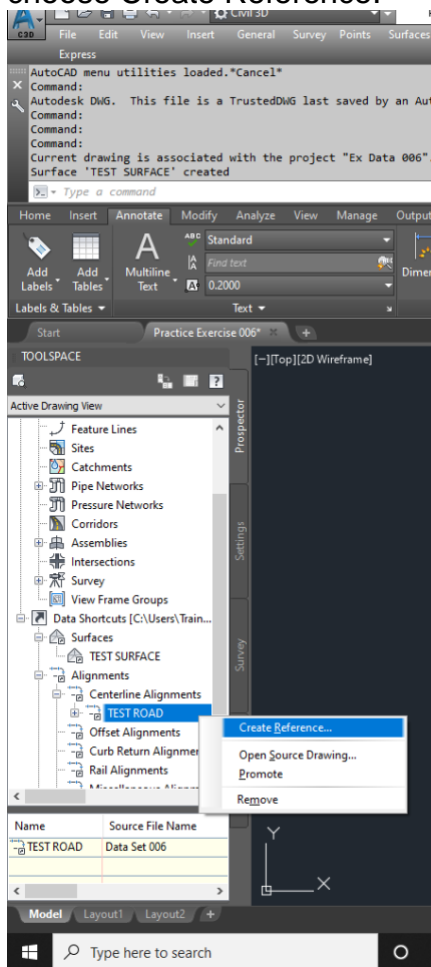 choose Create Reference.
Civil 3D
C3D
File Edit View Insert General Survey Points Surfaces
Express
AutoCAD menu utilities loaded.*Cancel*
Command:
Autodesk DWG. This file is a TrustedDWG last saved by an Aut
Command:
Command:
Command:
Current drawing is associated with the project "Ex Data 006".
Surface 'TEST SURFACE' created
Type a command
Home Insert Annotate Modify Analyze View Manage Output
Add Labels
Add Tables
Multiline Text
ABC Standard
Find text
0.2000
Dimen
Labels & Tables
Text
Start Practice Exercise 006*
TOOLSPACE
[−][Top][2D Wireframe]
Active Drawing View
Prospector
Settings
Survey
Feature Lines
Sites
Catchments
Pipe Networks
Pressure Networks
Corridors
Assemblies
Intersections
Survey
View Frame Groups
Data Shortcuts [C:\Users\Train...
Surfaces
TEST SURFACE
Alignments
Centerline Alignments
TEST ROAD
Offset Alignments
Curb Return Alignmen
Rail Alignments
Create Reference...
Open Source Drawing...
Promote
Remove
Name Source File Name
TEST ROAD Data Set 006
Y
X
Model Layout1 Layout2 +
Type here to search